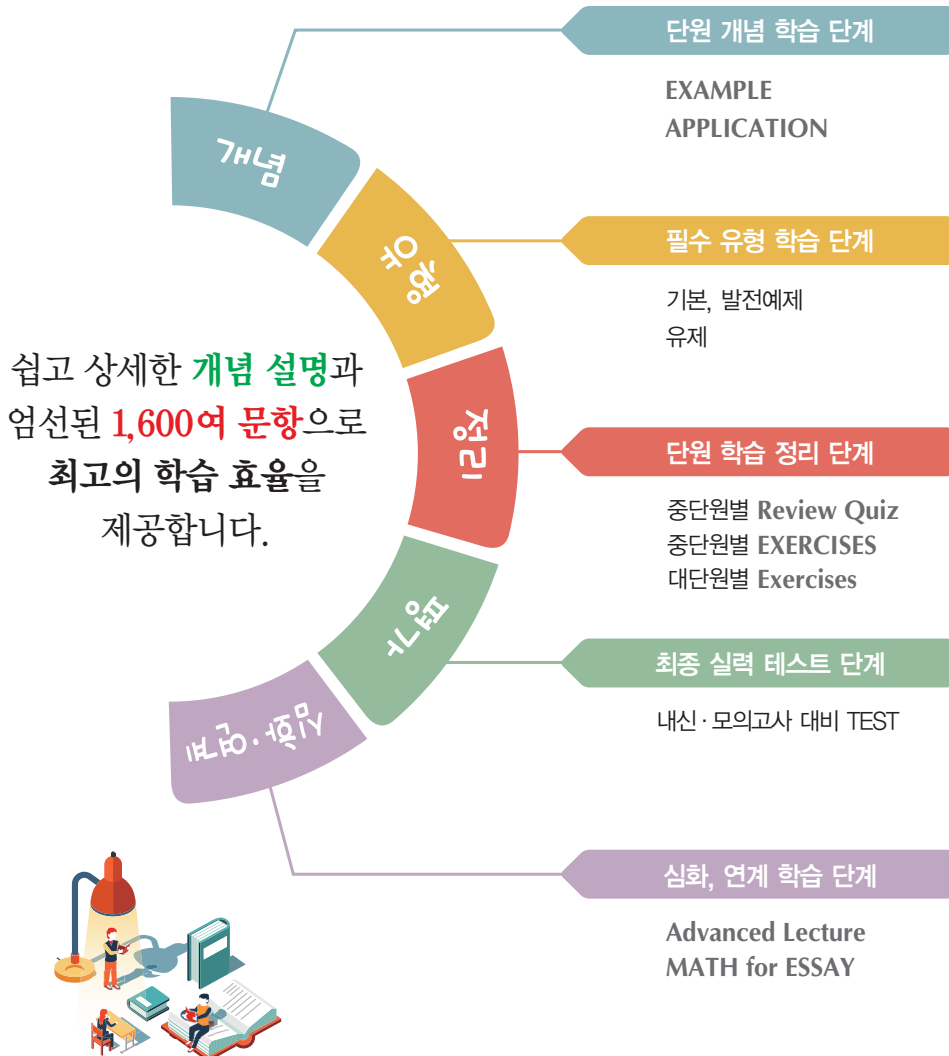 단원 개념 학습 단계
EXAMPLE
APPLICATION
개념
필수 유형 학습 단계
기본, 발전예제
유제
유형
쉽고 상세한 개념 설명과
엄선된 1,600여 문항으로
최고의 학습 효율을
제공합니다.
단원 학습 정리 단계
중단원별 Review Quiz
중단원별 EXERCISES
대단원별 Exercises
정리
최종 실력 테스트 단계
내신·모의고사 대비 TEST
평가
심화, 연계 학습 단계
Advanced Lecture
MATH for ESSAY
심화·연계